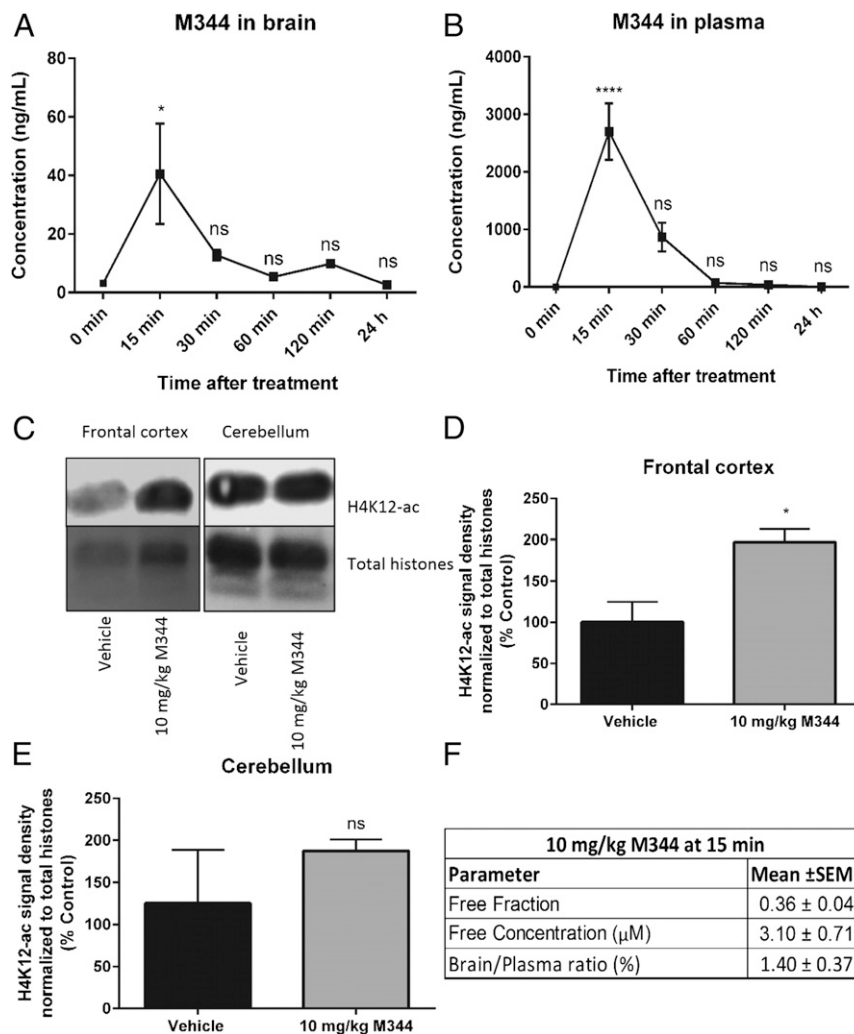 A
M344 in brain
Concentration (ng/mL)
80
60
40
20
0
*
ns
ns
ns
ns
0 min
15 min
30 min
60 min
120 min
24 h
Time after treatment
B
M344 in plasma
Concentration (ng/mL)
4000
3000
2000
1000
0
****
ns
ns
ns
ns
0 min
15 min
30 min
60 min
120 min
24 h
Time after treatment
C
Frontal cortex
Cerebellum
H4K12-ac
Total histones
Vehicle
10 mg/kg M344
Vehicle
10 mg/kg M344
D
Frontal cortex
H4K12-ac signal density
normalized to total histones
(% Control)
250
200
150
100
50
0
*
Vehicle
10 mg/kg M344
E
Cerebellum
H4K12-ac signal density
normalized to total histones
(% Control)
250
200
150
100
50
0
ns
Vehicle
10 mg/kg M344
F
10 mg/kg M344 at 15 min
Parameter Mean ±SEM
Free Fraction 0.36 ± 0.04
Free Concentration (µM) 3.10 ± 0.71
Brain/Plasma ratio (%) 1.40 ± 0.37